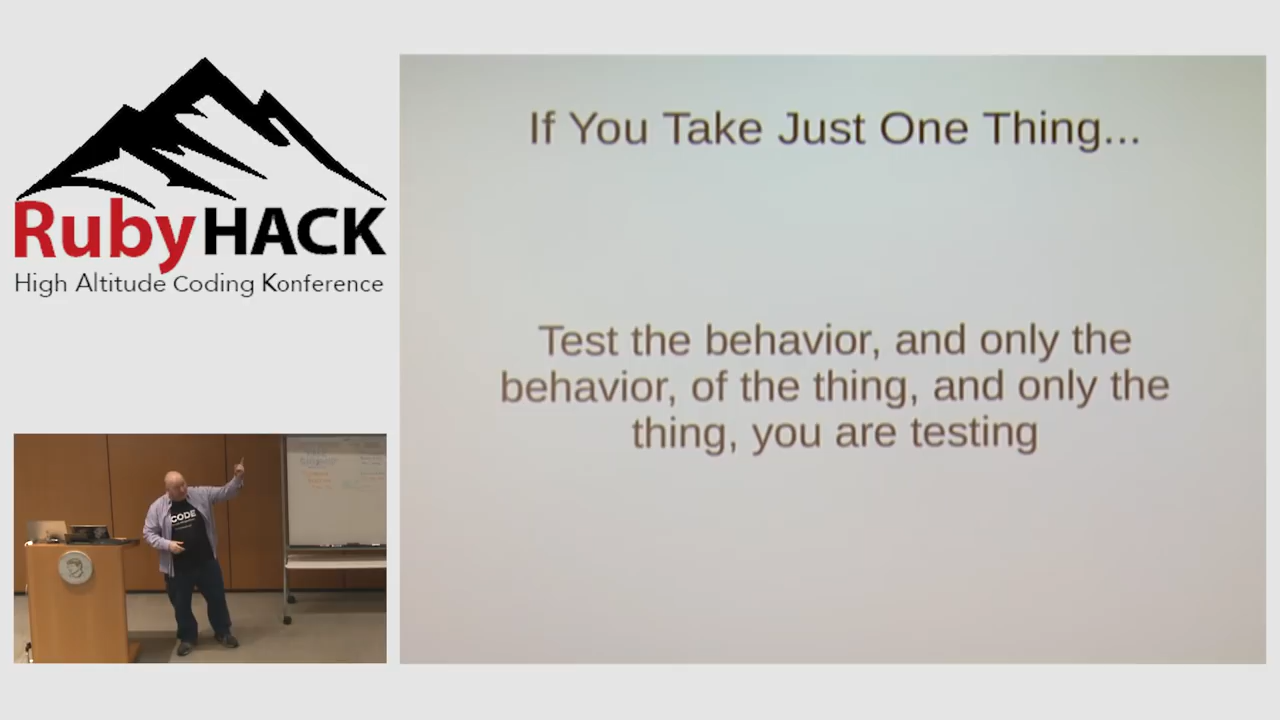 RubyHACK
High Altitude Coding Konference
If You Take Just One Thing...
Test the behavior, and only the
behavior, of the thing, and only the
thing, you are testing
CODE